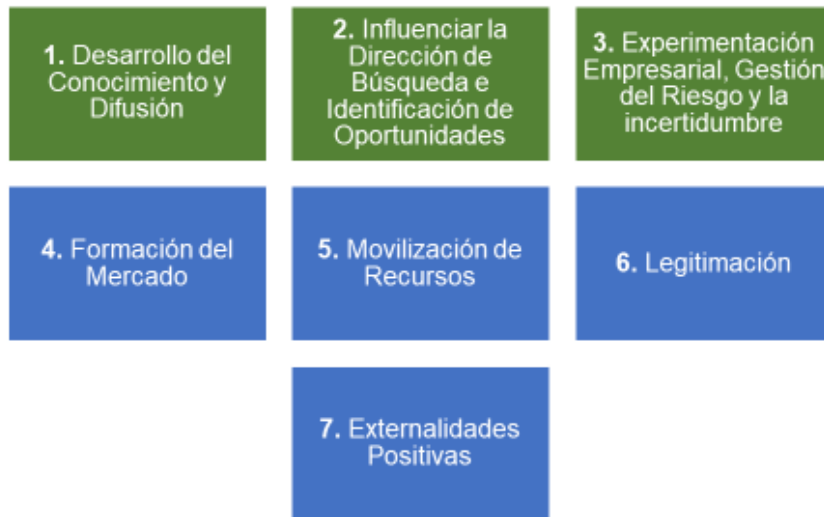 1. Desarrollo del
Conocimiento y
Difusión
2. Influenciar la
Dirección de
Búsqueda e
Identificación de
Oportunidades
3. Experimentación
Empresarial, Gestión
del Riesgo y la
incertidumbre
4. Formación del
Mercado
5. Movilización de
Recursos
6. Legitimación
7. Externalidades
Positivas